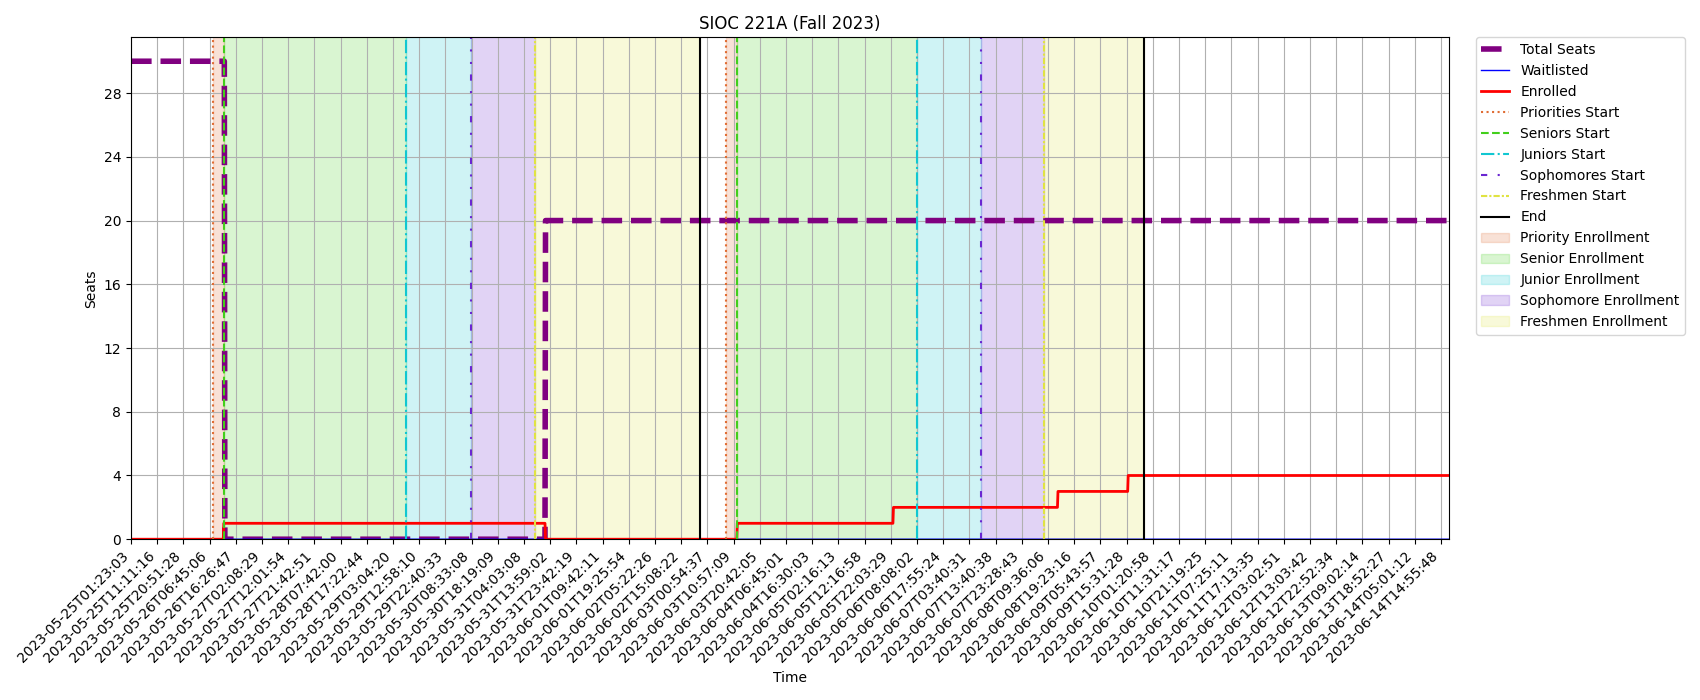 SIOC 221A (Fall 2023)
Seats
28
24
20
16
12
8
4
0
2023-05-25T01:23:03
2023-05-25T11:11:16
2023-05-25T20:51:28
2023-05-26T06:45:06
2023-05-26T16:26:47
2023-05-27T02:08:29
2023-05-27T12:01:54
2023-05-27T21:42:51
2023-05-28T07:42:00
2023-05-28T17:22:44
2023-05-29T03:04:20
2023-05-29T12:58:10
2023-05-29T22:40:33
2023-05-30T08:33:08
2023-05-30T18:19:09
2023-05-31T04:03:08
2023-05-31T13:59:02
2023-05-31T23:42:19
2023-06-01T09:42:11
2023-06-01T19:25:54
2023-06-02T05:22:26
2023-06-02T15:08:22
2023-06-03T00:54:37
2023-06-03T10:57:09
2023-06-03T20:42:05
2023-06-04T06:45:01
2023-06-04T16:30:03
2023-06-05T02:16:13
2023-06-05T12:16:58
2023-06-05T22:03:29
2023-06-06T08:08:02
2023-06-06T17:55:24
2023-06-07T03:40:31
2023-06-07T13:40:38
2023-06-07T23:28:43
2023-06-08T09:36:06
2023-06-08T19:23:16
2023-06-09T05:43:57
2023-06-09T15:31:28
2023-06-10T01:20:58
2023-06-10T11:31:17
2023-06-10T21:19:25
2023-06-11T07:25:11
2023-06-11T17:13:35
2023-06-12T03:02:51
2023-06-12T13:03:42
2023-06-12T22:52:34
2023-06-13T09:02:14
2023-06-13T18:52:27
2023-06-14T05:01:12
2023-06-14T14:55:48
Time
Total Seats
Waitlisted
Enrolled
Priorities Start
Seniors Start
Juniors Start
Sophomores Start
Freshmen Start
End
Priority Enrollment
Senior Enrollment
Junior Enrollment
Sophomore Enrollment
Freshmen Enrollment